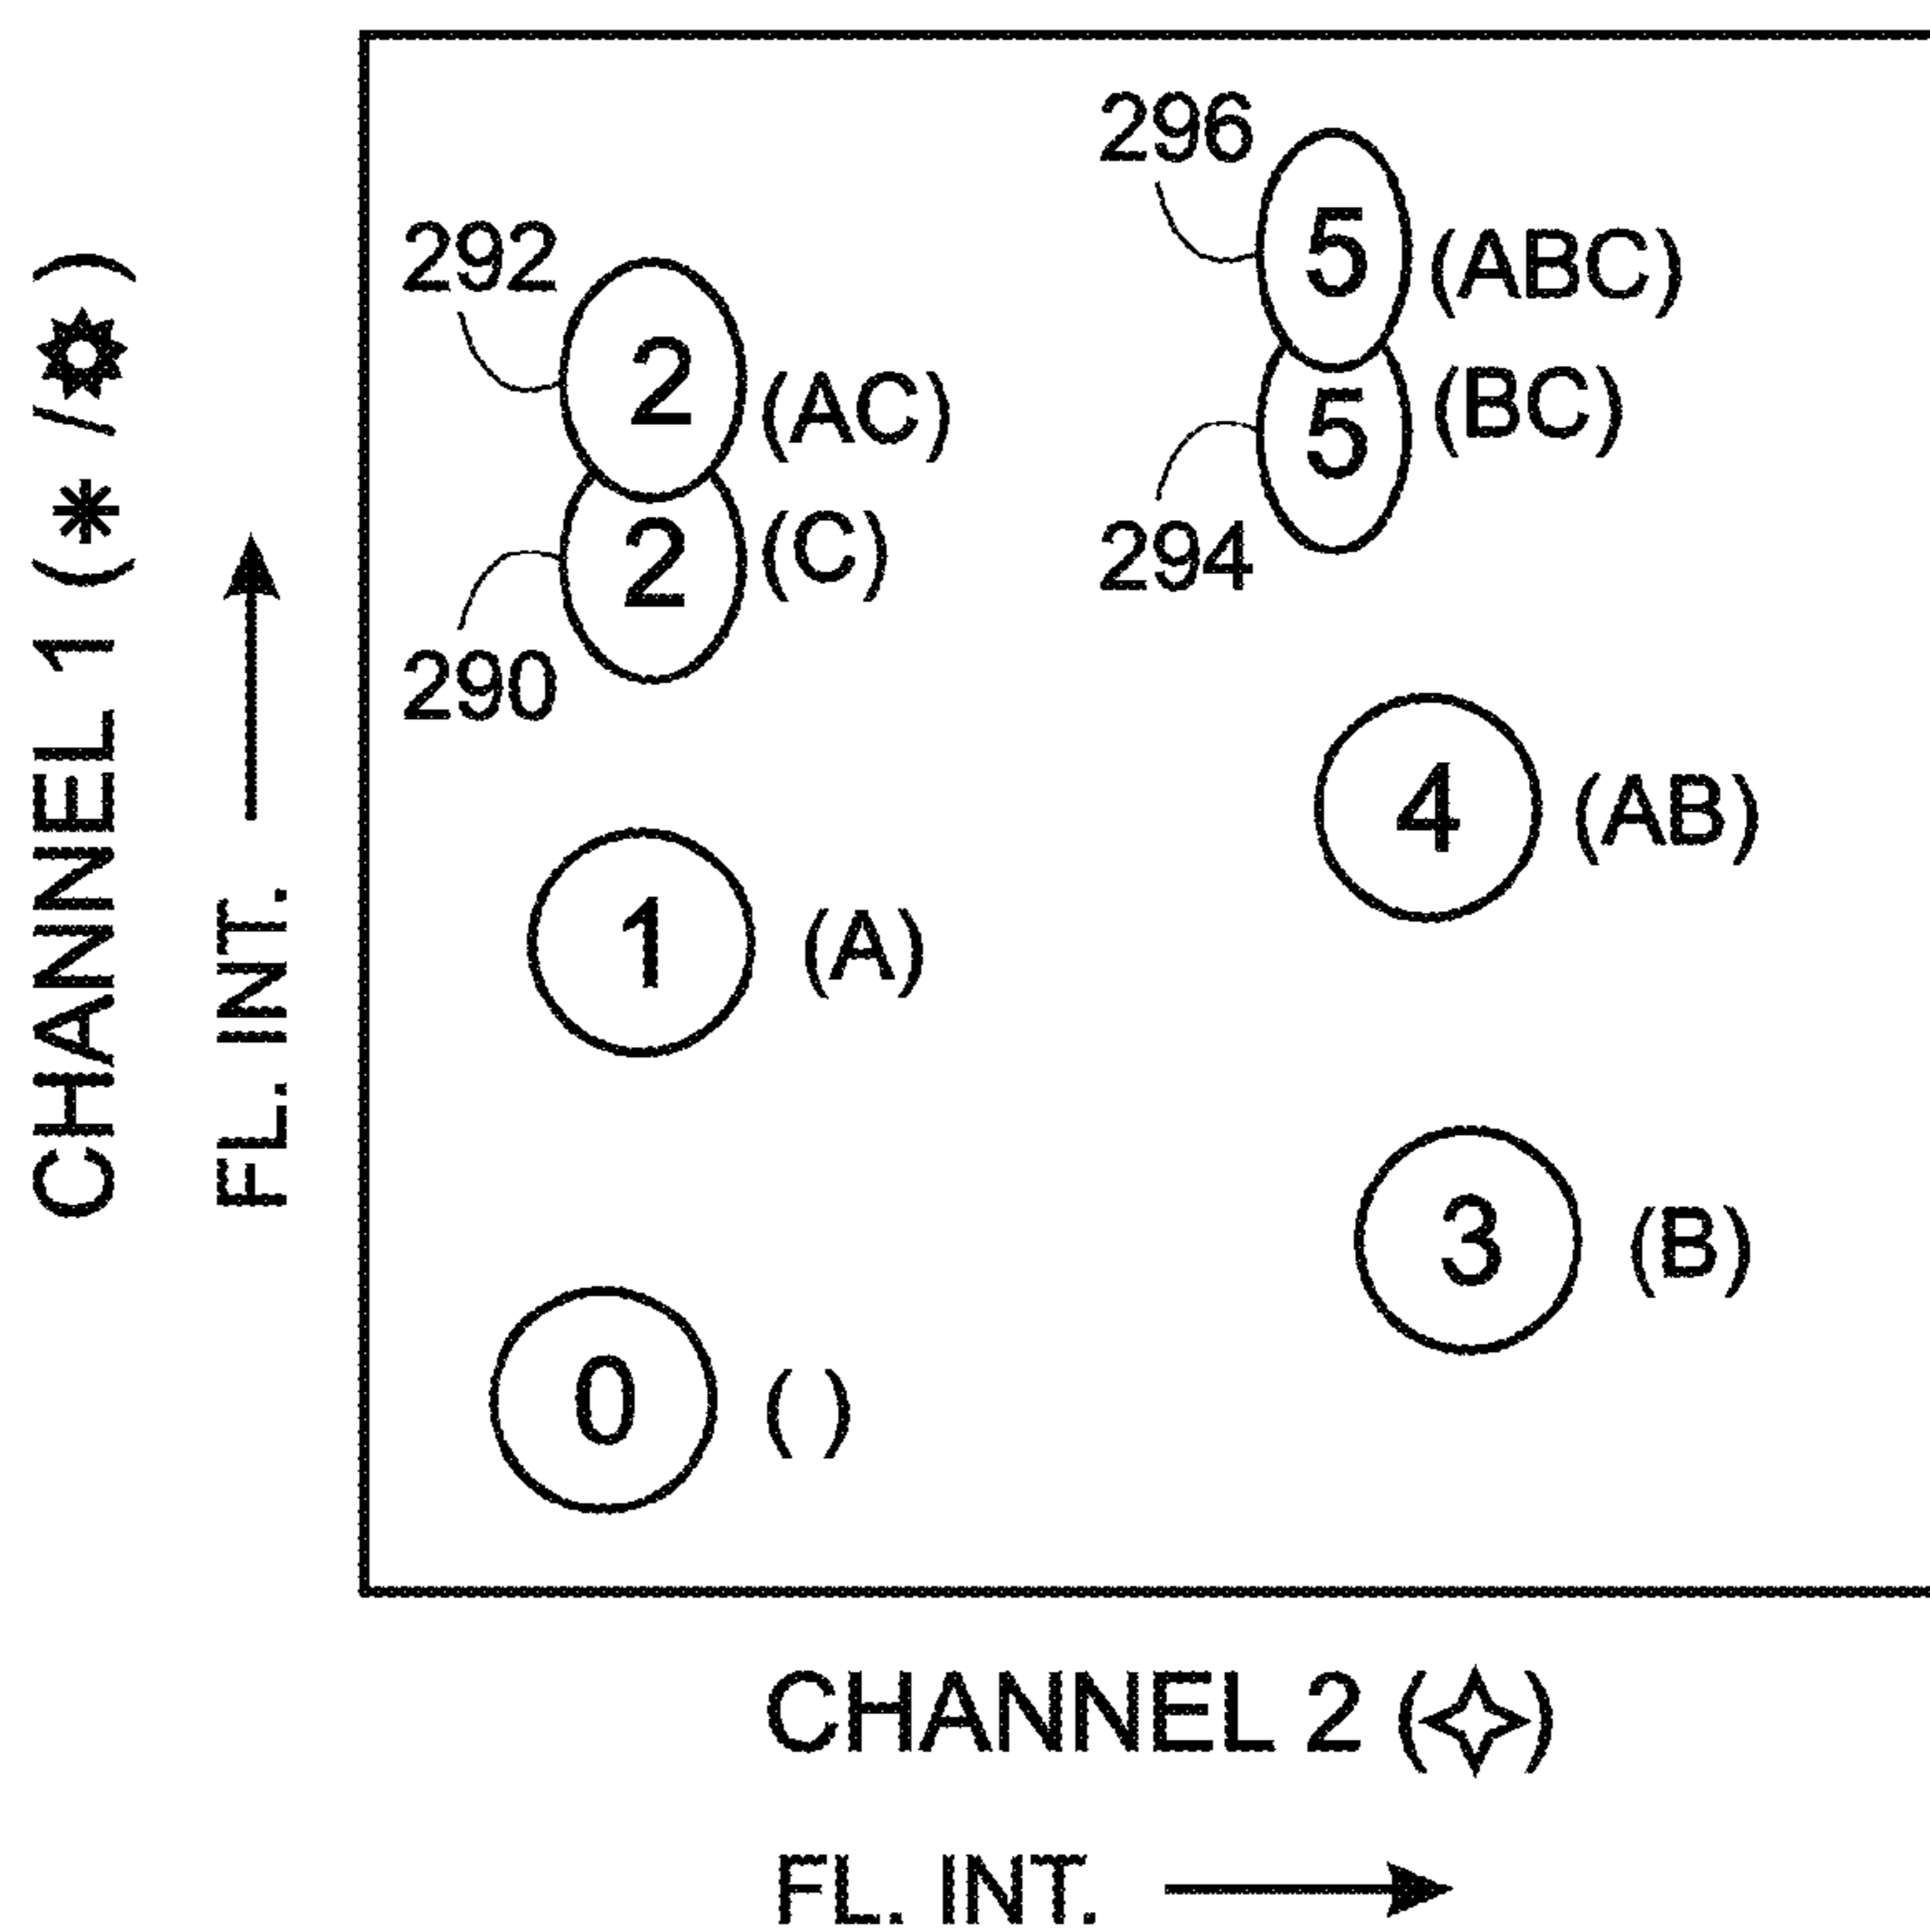 296
5 (ABC)
292
2 (AC)
5 (BC)
294
2 (C)
290
4 (AB)
1 (A)
3 (B)
0 ( )
CHANNEL 1 (* /✹)
FL. INT.
CHANNEL 2 (✧)
FL. INT.